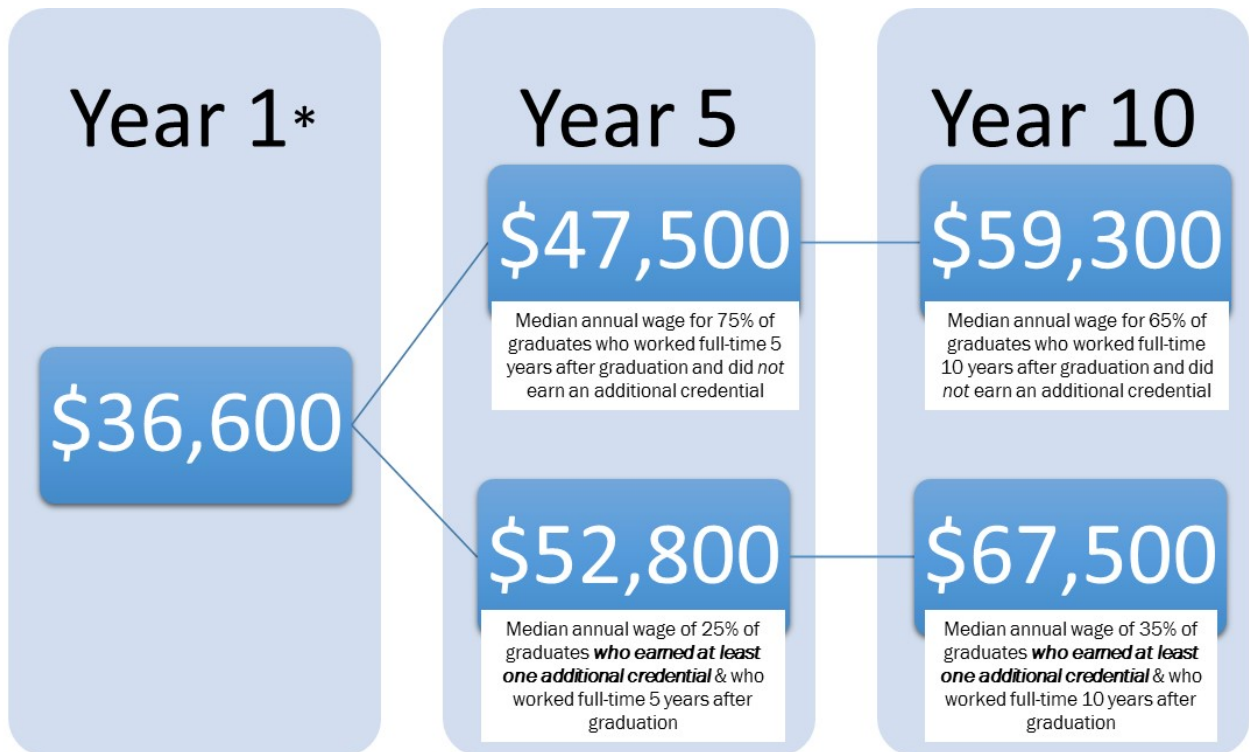 Year 1*
$36,600
Year 5
$47,500
Median annual wage for 75% of
graduates who worked full-time 5
years after graduation and did not
earn an additional credential
$52,800
Median annual wage of 25% of
graduates who earned at least
one additional credential & who
worked full-time 5 years after
graduation
Year 10
$59,300
Median annual wage for 65% of
graduates who worked full-time
10 years after graduation and did
not earn an additional credential
$67,500
Median annual wage of 35% of
graduates who earned at least
one additional credential & who
worked full-time 10 years after
graduation